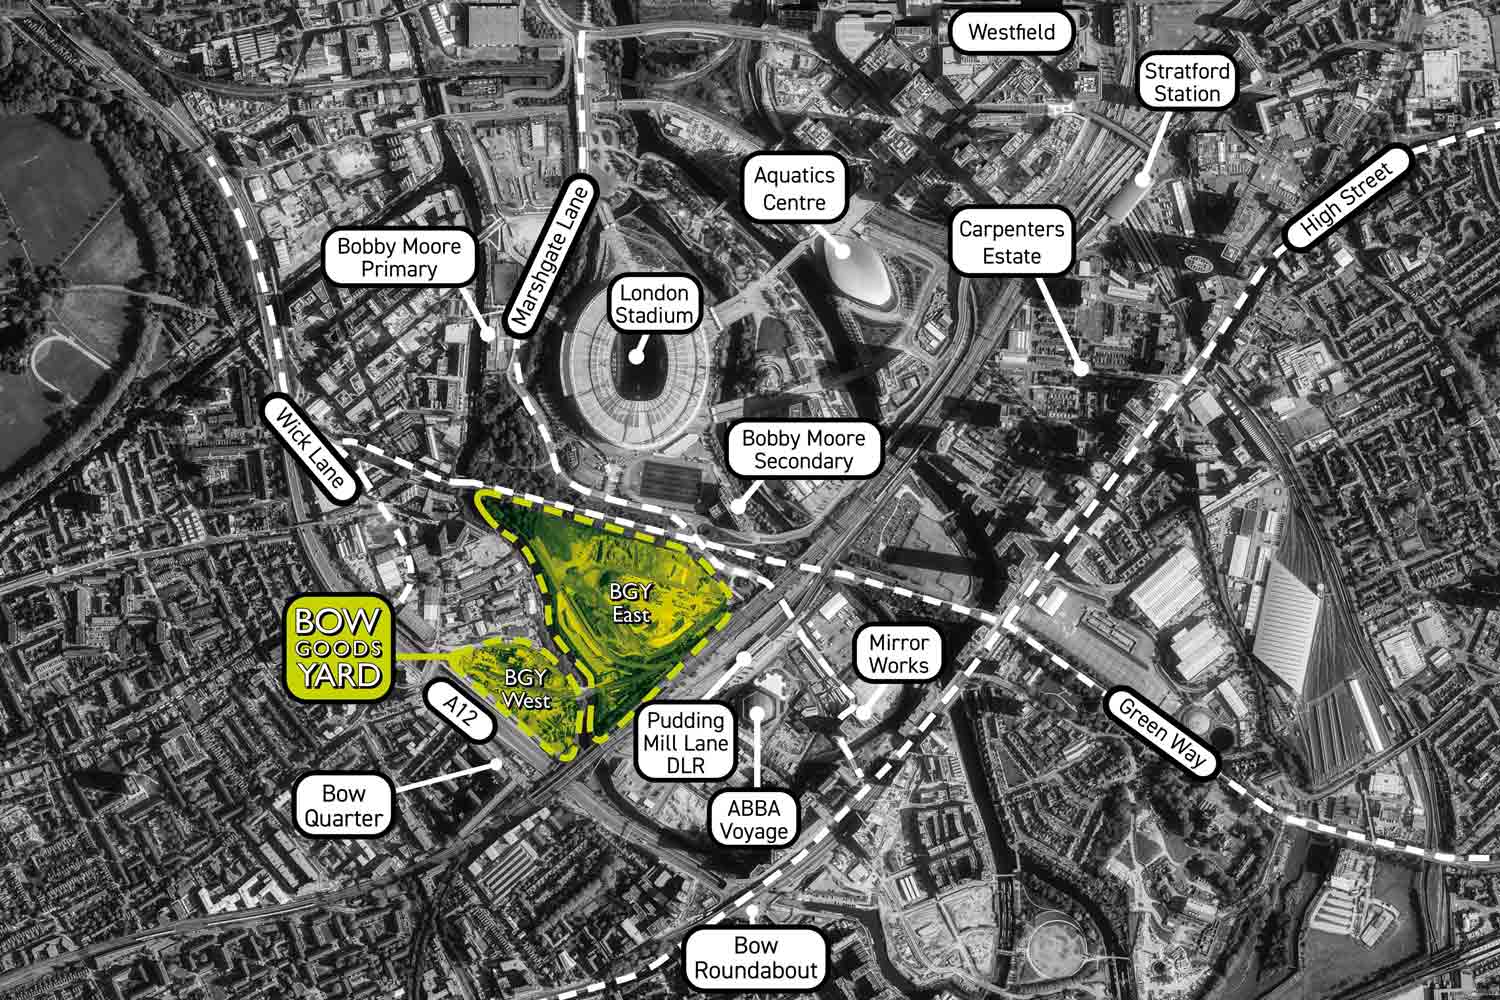 Westfield
Stratford
Station
Aquatics
Centre
High Street
Bobby Moore
Primary
Marshgate Lane
Carpenters
Estate
London
Stadium
Wick Lane
Bobby Moore
Secondary
BGY
East
BOW
GOODS
YARD
Mirror
Works
BGY
West
A12
Pudding
Mill Lane
DLR
Green Way
Bow
Quarter
ABBA
Voyage
Bow
Roundabout